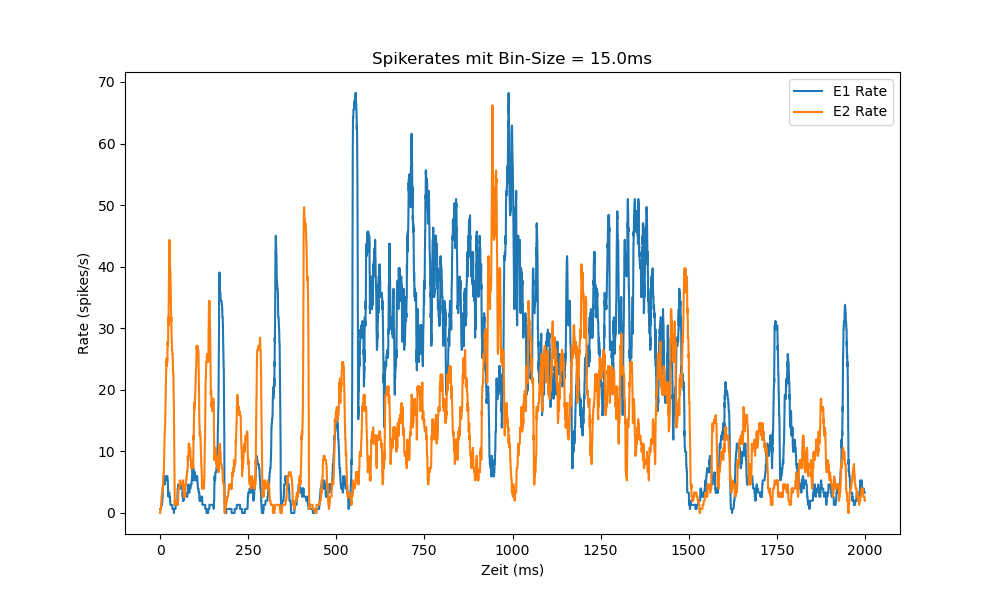 Spikerates mit Bin-Size = 15.0ms
E1 Rate
E2 Rate
70
60
50
40
30
20
10
0
Rate (spikes/s)
0 250 500 750 1000 1250 1500 1750 2000
Zeit (ms)